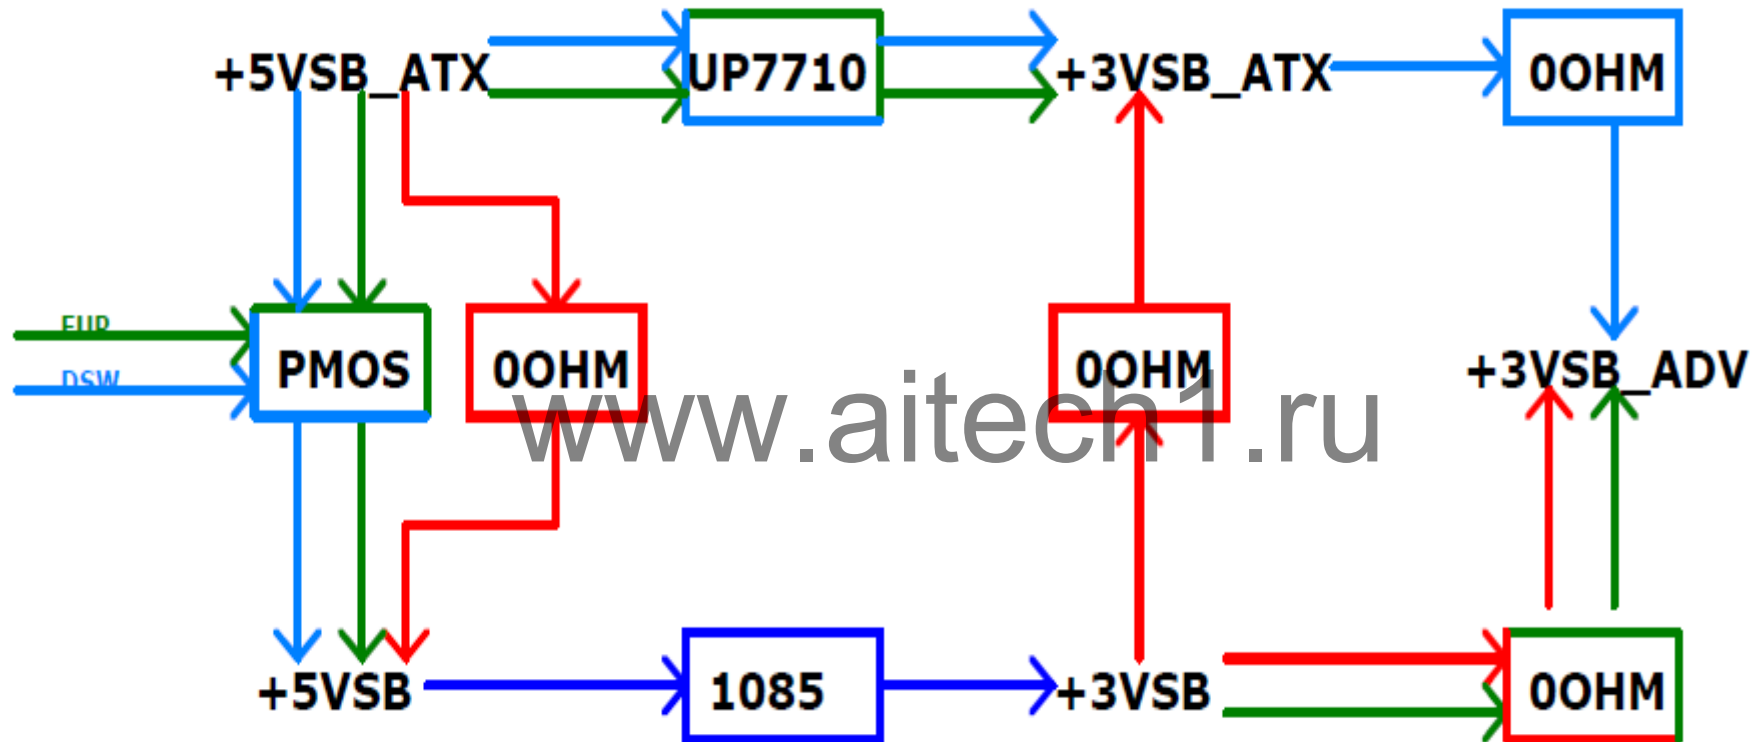 +5VSB_ATX UP7710 +3VSB_ATX 0OHM
EUP
DSW
PMOS 0OHM 0OHM +3VSB_ADV
www.aitech1.ru
+5VSB 1085 +3VSB 0OHM